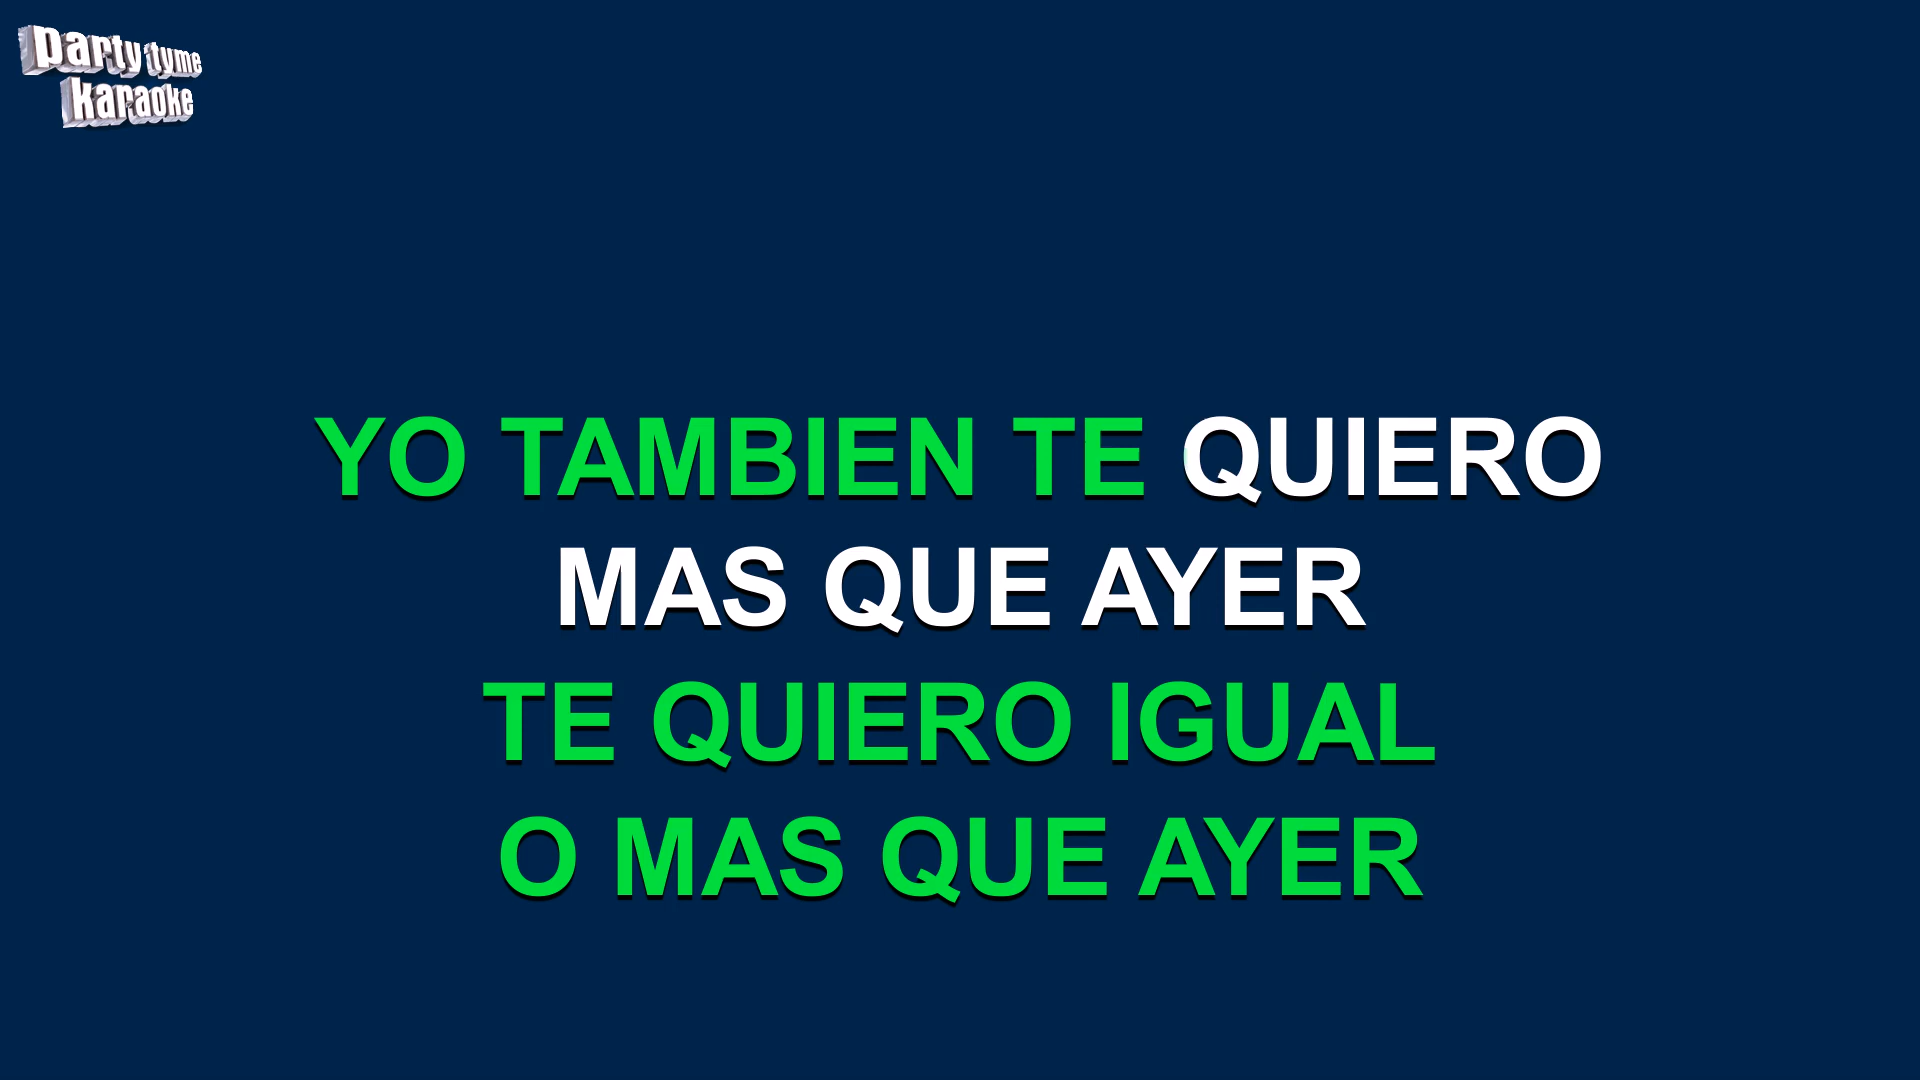 party tyme
karaoke
YO TAMBIEN TE QUIERO
MAS QUE AYER
TE QUIERO IGUAL
O MAS QUE AYER